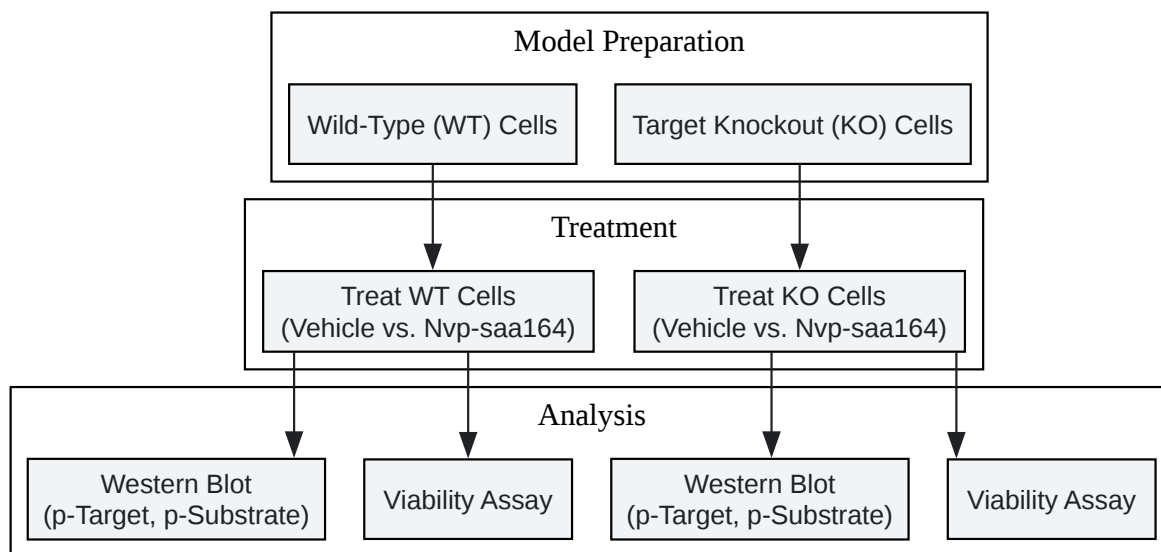 Model Preparation
Wild-Type (WT) Cells
Target Knockout (KO) Cells
Treatment
Treat WT Cells
(Vehicle vs. Nvp-saa164)
Treat KO Cells
(Vehicle vs. Nvp-saa164)
Analysis
Western Blot
(p-Target, p-Substrate)
Viability Assay
Western Blot
(p-Target, p-Substrate)
Viability Assay